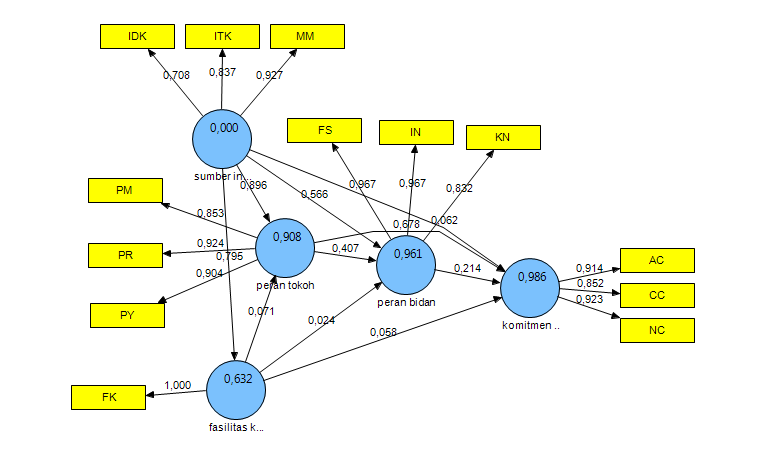 IDK
ITK
MM
0,708
0,837
0,927
0,000
sumber in...
FS
IN
KN
0,967
0,967
0,832
0,896
0,566
0,062
PM
PR
PY
0,853
0,924
0,904
0,795
0,908
peran tokoh
0,407
0,678
0,961
peran bidan
0,214
0,986
komitmen ..
AC
CC
NC
0,914
0,852
0,923
0,071
0,024
0,058
0,632
fasilitas k...
FK
1,000